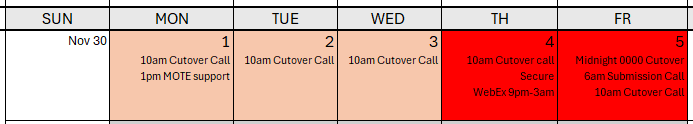 SUN MON TUE WED TH FR
Nov 30 1 2 3 4 5
10am Cutover Call 10am Cutover Call 10am Cutover Call 10am Cutover call Midnight 0000 Cutover
1pm MOTE support Secure 6am Submission Call
WebEx 9pm-3am 10am Cutover Call